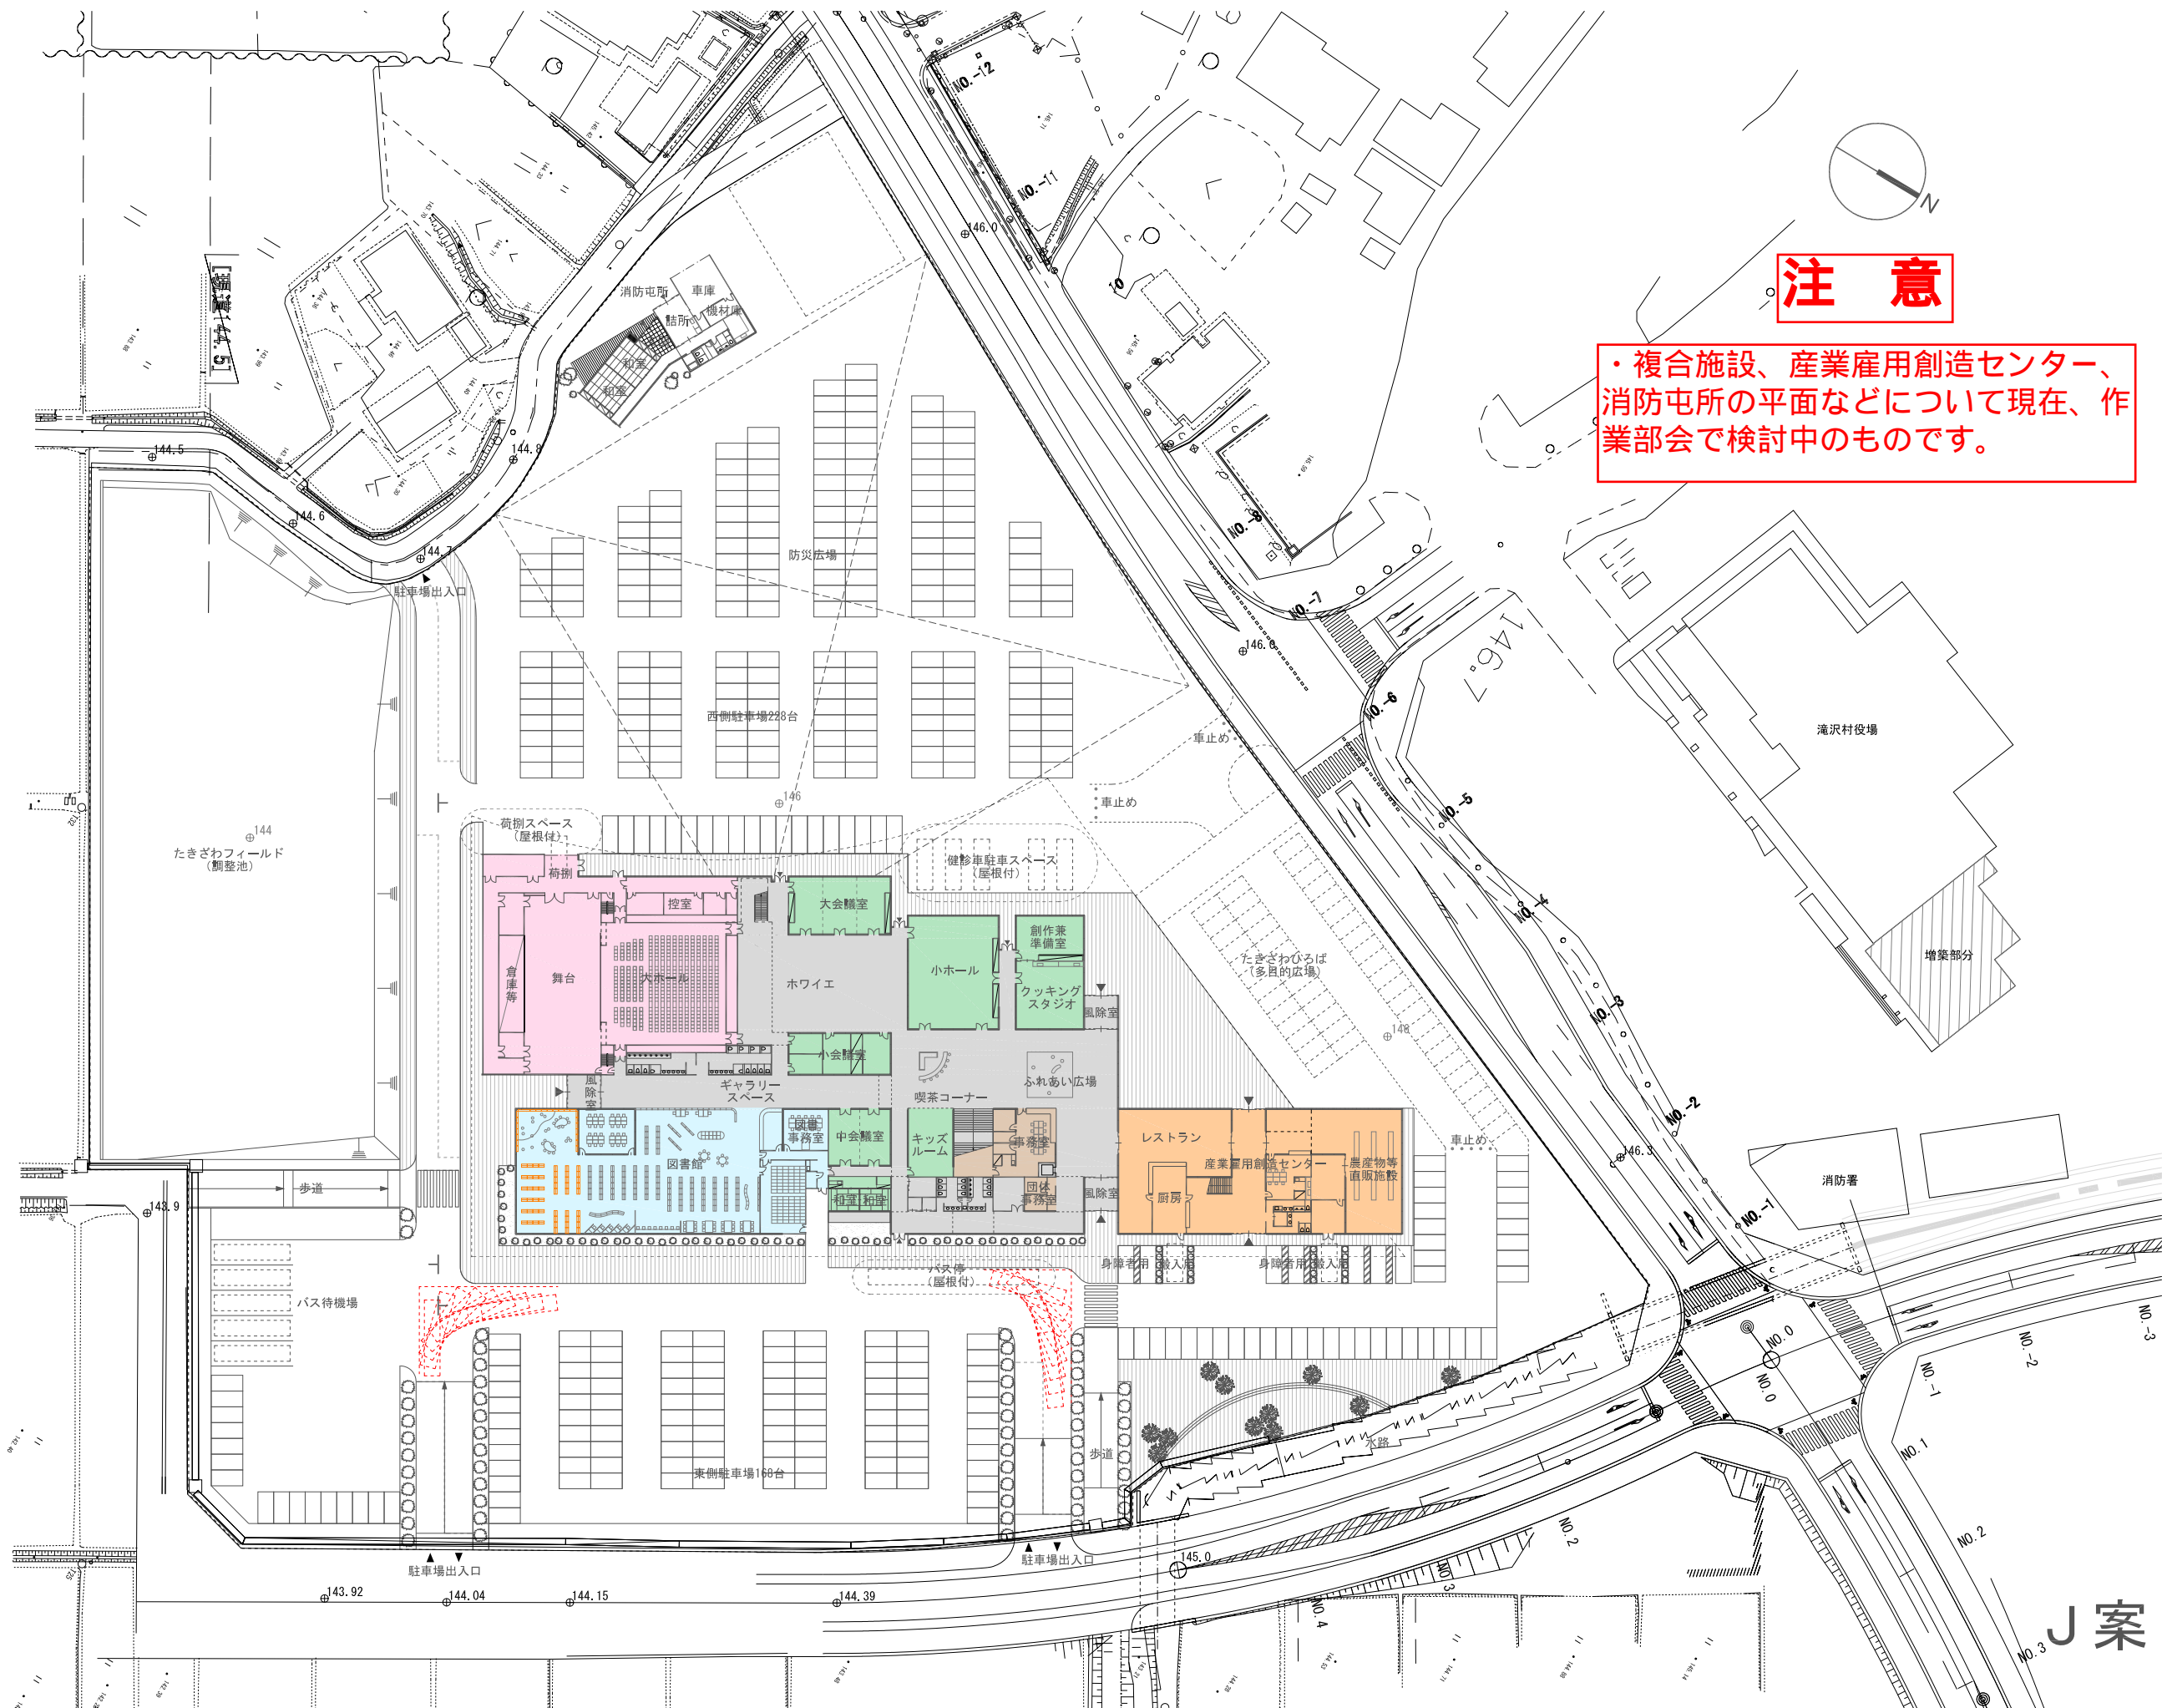 NO.-12
NO.-11
146.0
10
N
注　意
・複合施設、産業雇用創造センター、
消防屯所の平面などについて現在、作
業部会で検討中のものです。
消防屯所
車庫
機材庫
詰所
和室
和室
144.5
144.8
144.6
144.7
駐車場出入口
防災広場
NO.-8
NO.-7
146.0
146.7
NO.-6
西側駐車場228台
車止め
車止め
滝沢村役場
146
144
たきざわフィールド
（調整池）
荷捌スペース
（屋根付）
健診車駐車スペース
（屋根付）
NO.-5
NO.-4
NO.-3
NO.-2
NO.-1
増築部分
荷捌
控室
大会議室
創作兼
準備室
倉庫等
舞台
大ホール
ホワイエ
小ホール
クッキング
スタジオ
風除室
たきざわひろば
（多目的広場）
小会議室
風除室
ギャラリー
スペース
喫茶コーナー
ふれあい広場
図書館
図書
事務室
中会議室
キッズ
ルーム
事務室
レストラン
産業雇用創造センター
農産物等
直販施設
車止め
146.3
消防署
歩道
143.9
和室
和室
団体
事務室
風除室
厨房
バス停
（屋根付）
身障者用
搬入用
身障者用
搬入用
バス待機場
東側駐車場168台
歩道
水路
NO.0
NO.0
NO.-1
NO.-2
NO.-3
NO.1
NO.2
NO.3
NO.2
NO.3
NO.4
駐車場出入口
駐車場出入口
145.0
143.92
144.04
144.15
144.39
J案